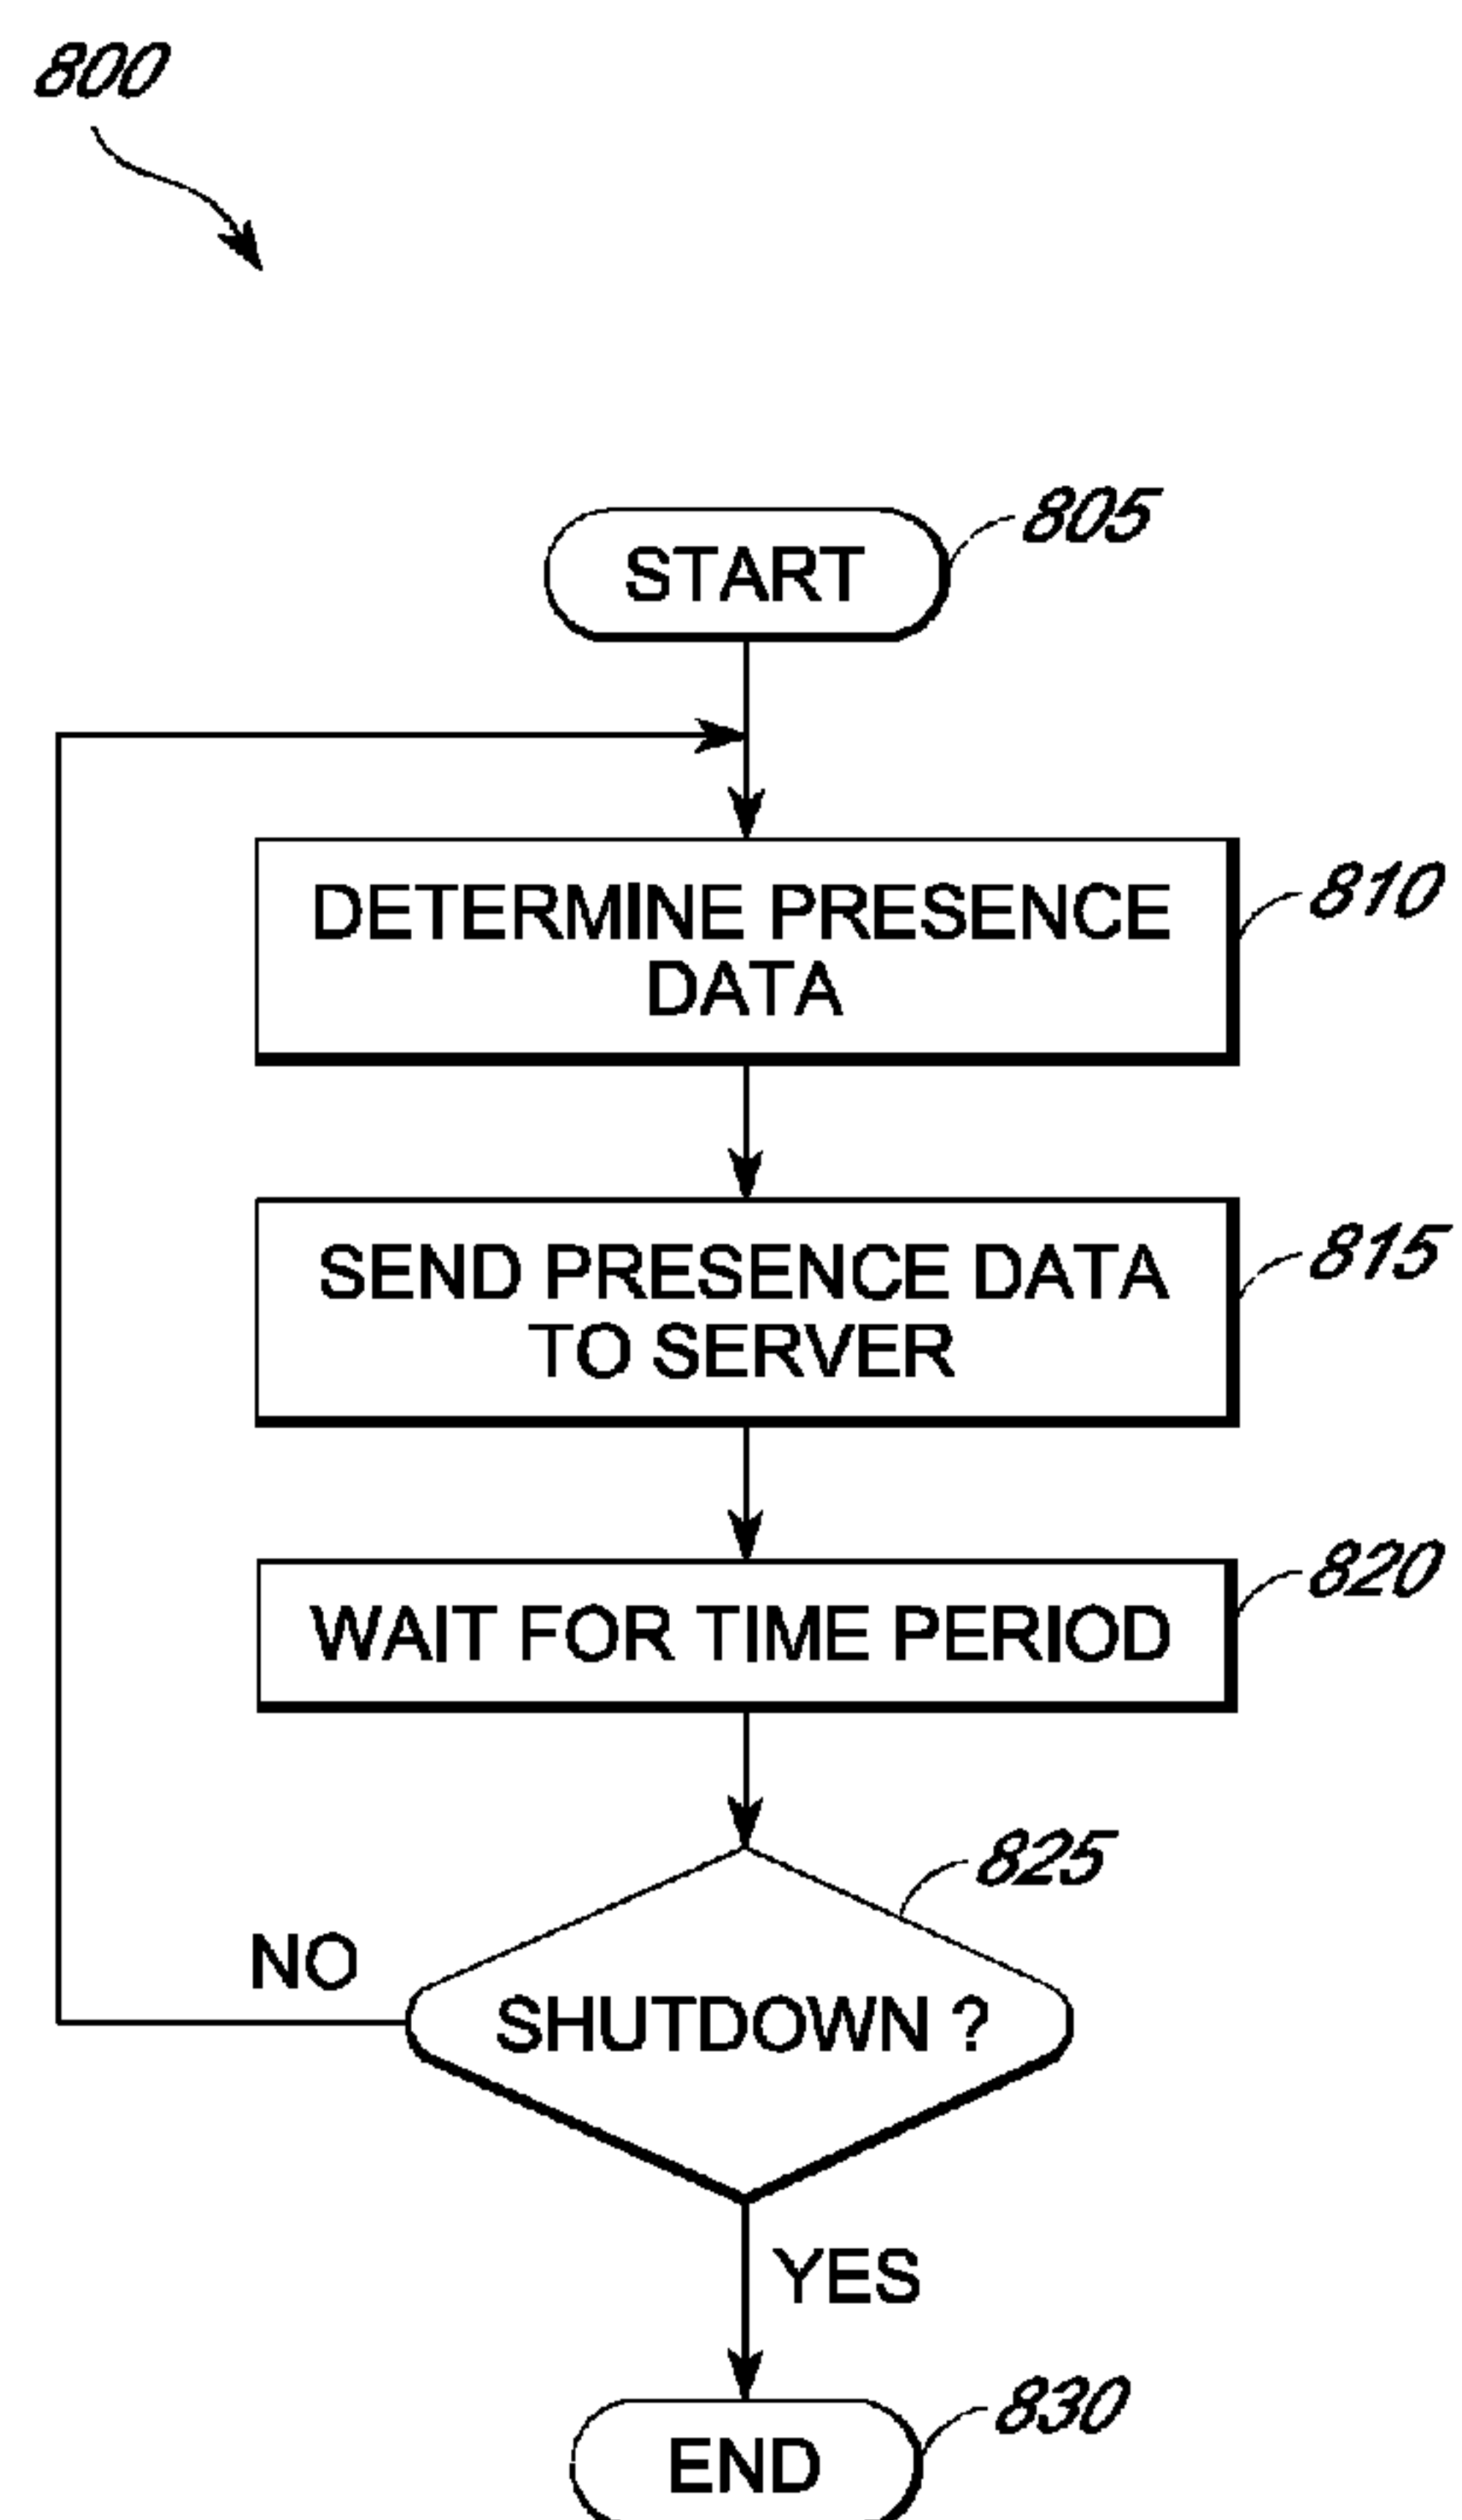 800
START
805
DETERMINE PRESENCE
DATA
810
SEND PRESENCE DATA
TO SERVER
815
WAIT FOR TIME PERIOD
820
825
NO
SHUTDOWN ?
YES
END
830